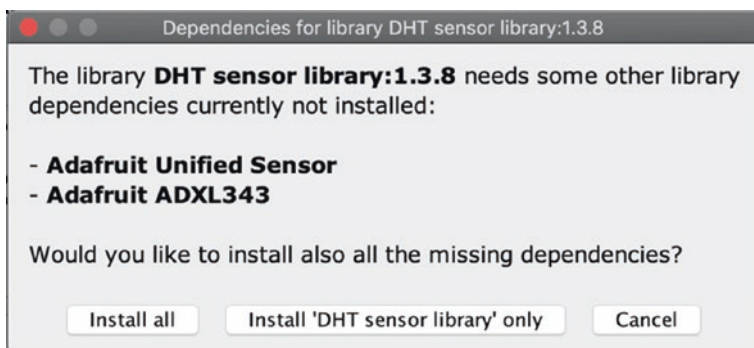 Dependencies for library DHT sensor library:1.3.8
The library DHT sensor library:1.3.8 needs some other library
dependencies currently not installed:
- Adafruit Unified Sensor
- Adafruit ADXL343
Would you like to install also all the missing dependencies?
Install all
Install 'DHT sensor library' only
Cancel